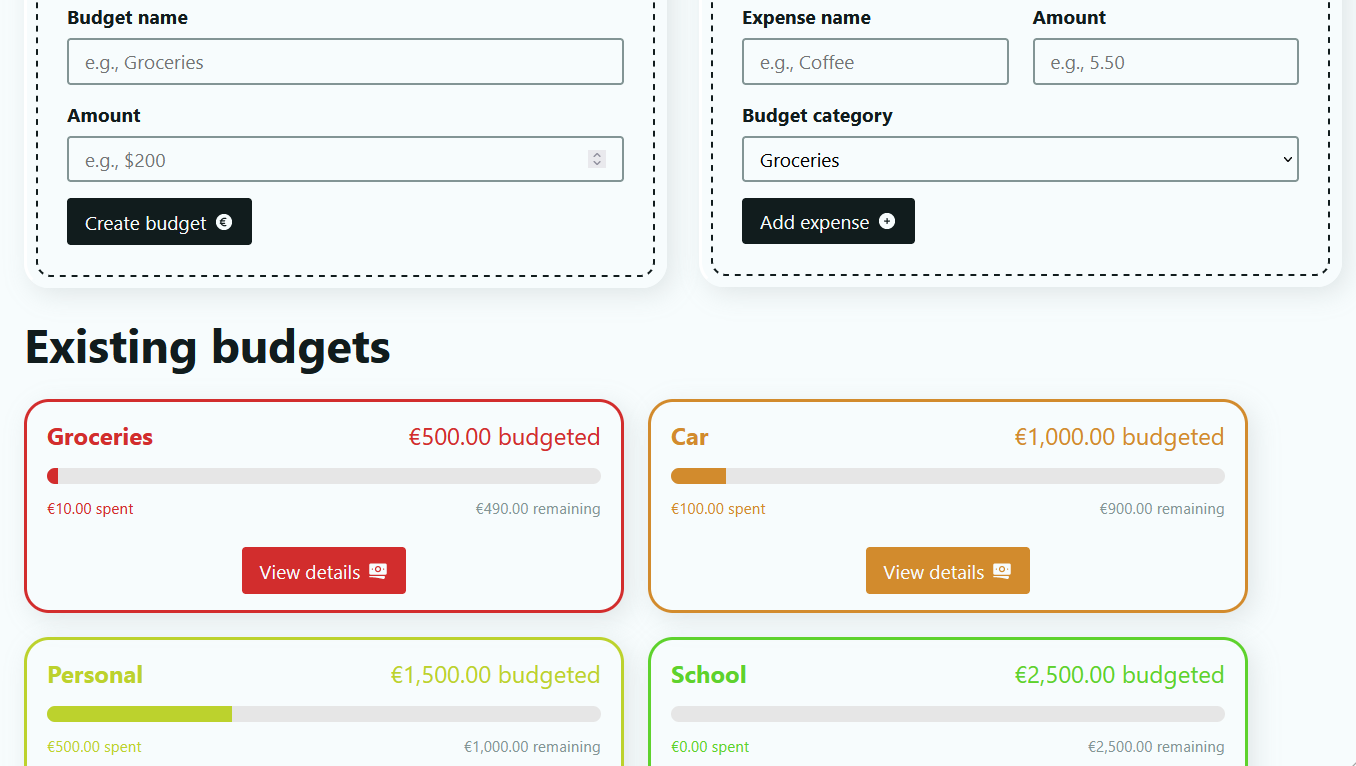 Budget name
e.g., Groceries
Amount
e.g., $200
Create budget
Expense name Amount
e.g., Coffee e.g., 5.50
Budget category
Groceries
Add expense
Existing budgets
Groceries €500.00 budgeted
€10.00 spent €490.00 remaining
View details
Car €1,000.00 budgeted
€100.00 spent €900.00 remaining
View details
Personal €1,500.00 budgeted
€500.00 spent €1,000.00 remaining
School €2,500.00 budgeted
€0.00 spent €2,500.00 remaining